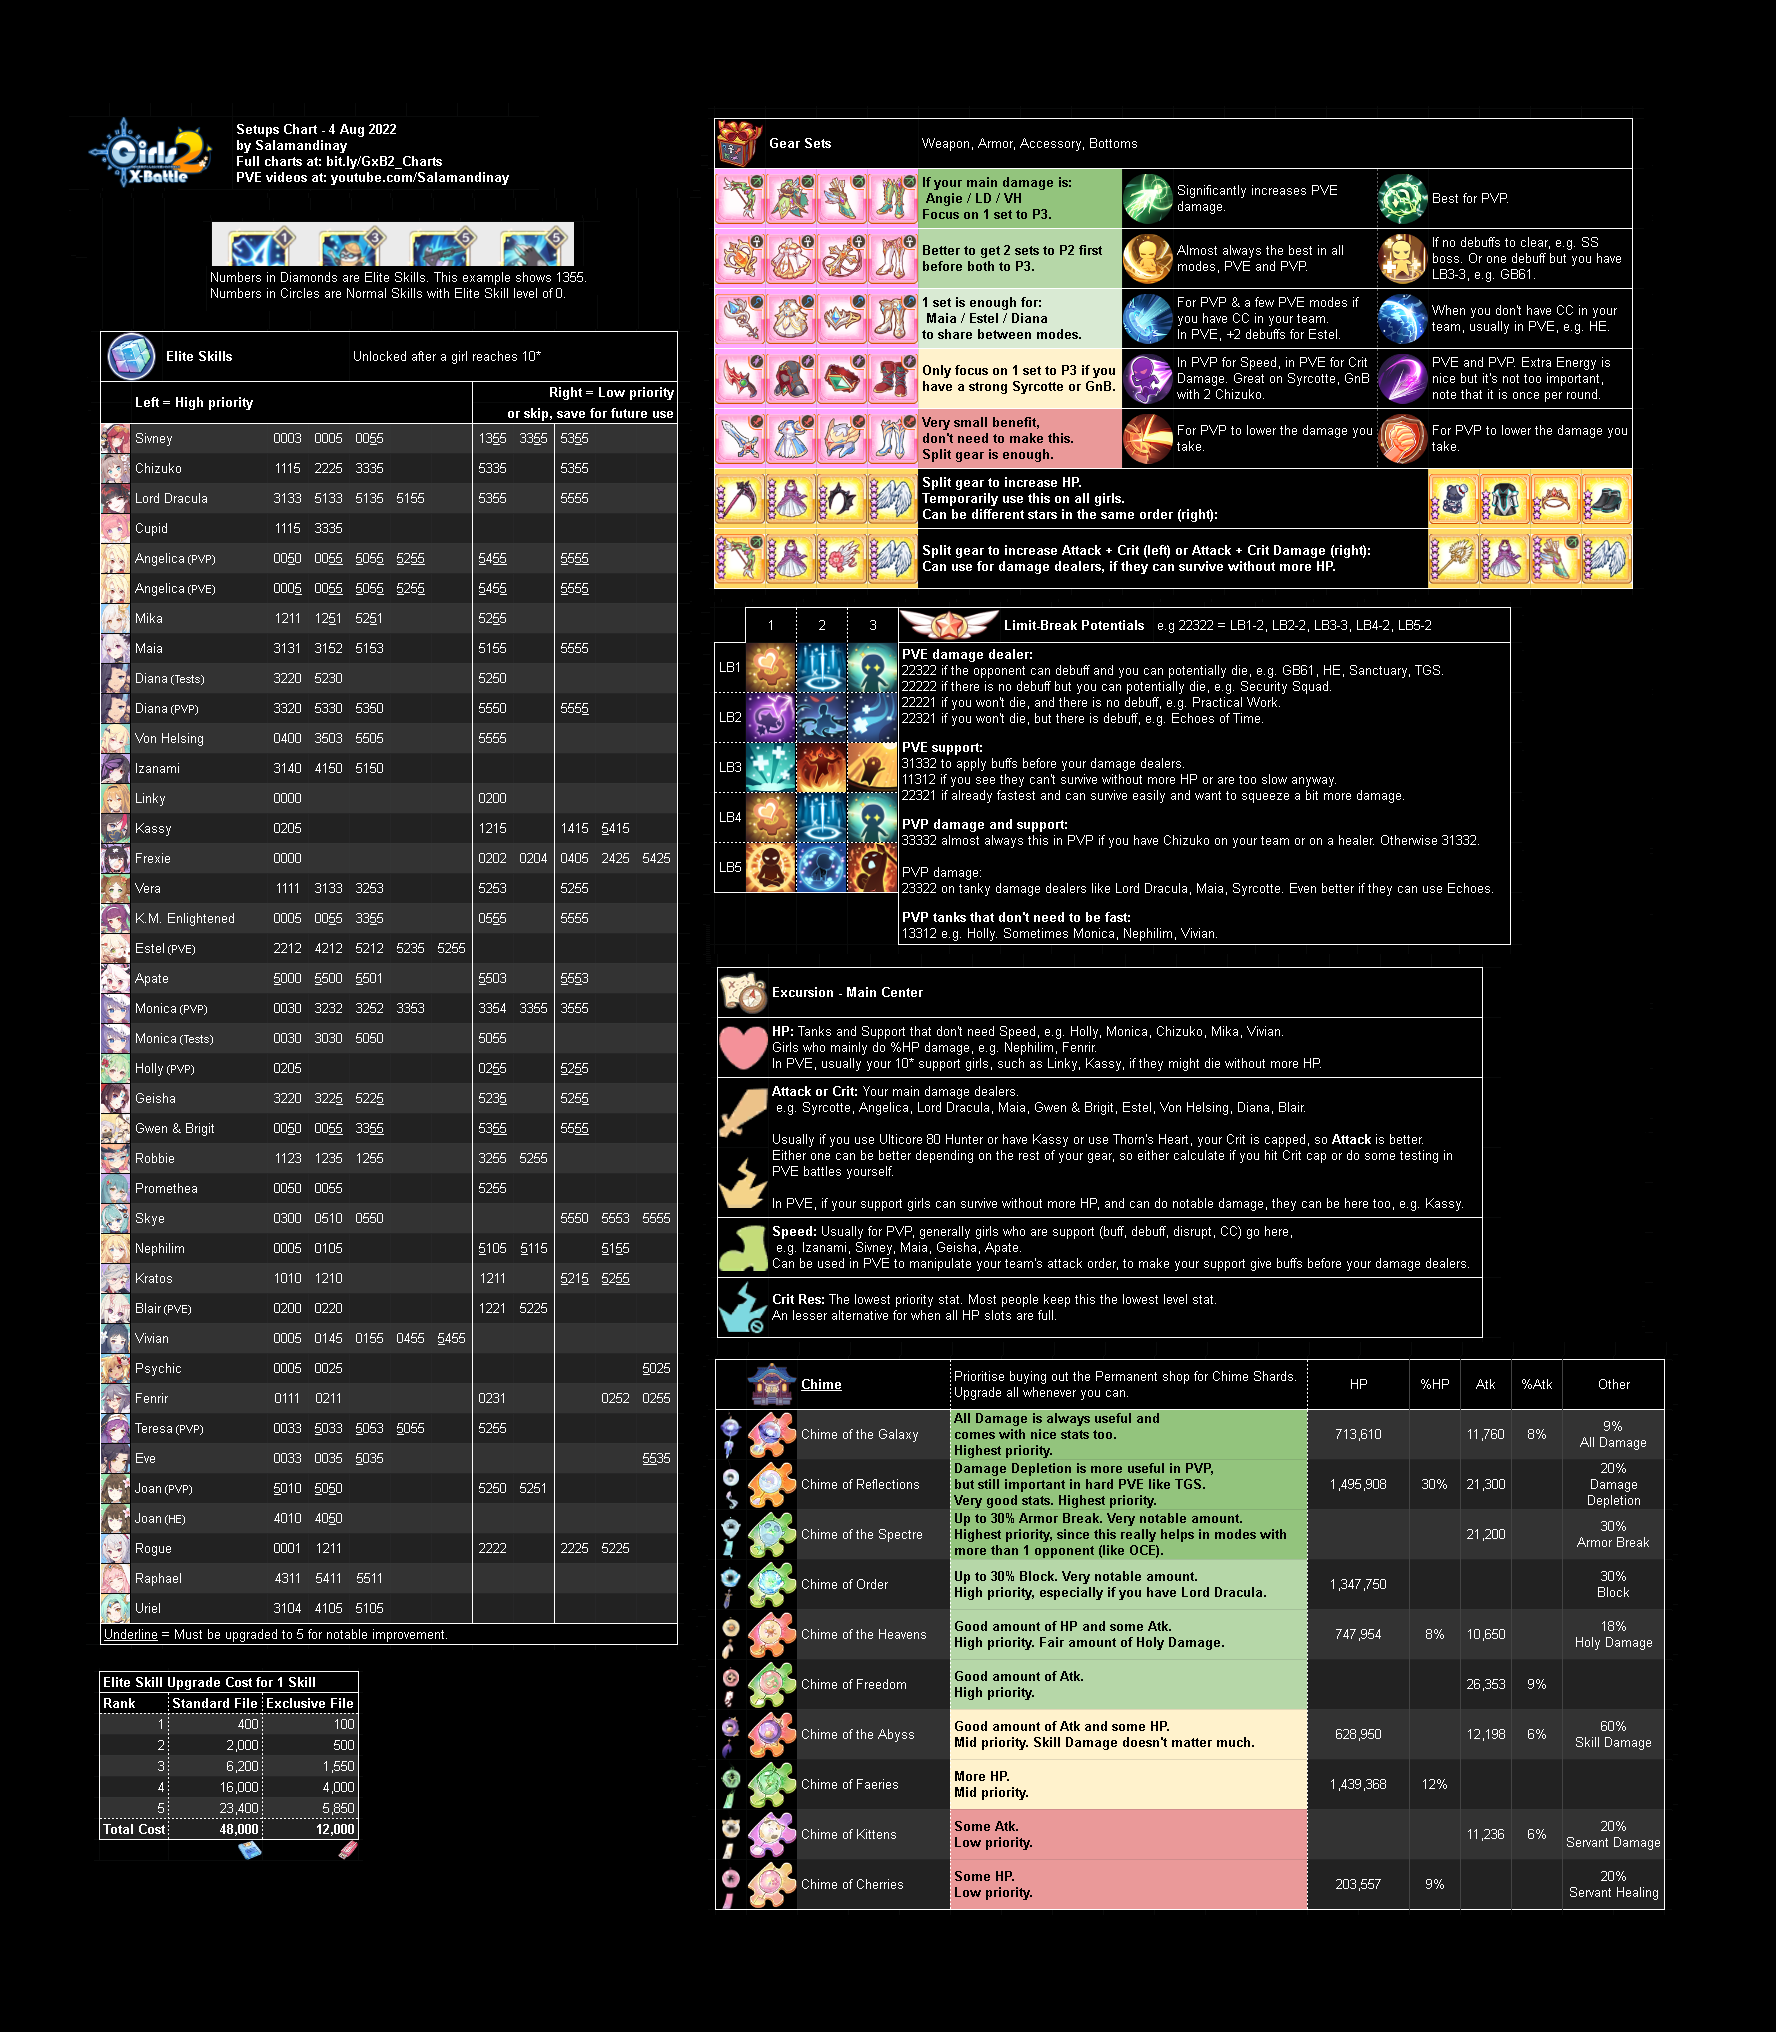 Girls 2
X-Battle
Setups Chart - 4 Aug 2022
by Salamandinay
Full charts at: bit.ly/GxB2_Charts
PVE videos at: youtube.com/Salamandinay
1 3 5 5
Numbers in Diamonds are Elite Skills. This example shows 1355.
Numbers in Circles are Normal Skills with Elite Skill level of 0.
Elite Skills Unlocked after a girl reaches 10*
Left = High priority
Right = Low priority
or skip, save for future use
Sivney 0003 0005 0055 1355 3355 5355
Chizuko 1115 2225 3335 5335 5355
Lord Dracula 3133 5133 5135 5155 5355 5555
Cupid 1115 3335
Angelica (PVP) 0050 0055 5055 5255 5455 5555
Angelica (PVE) 0005 0055 5055 5255 5455 5555
Mika 1211 1251 5251 5255
Maia 3131 3152 5153 5155 5555
Diana (Tests) 3220 5230 5250
Diana (PVP) 3320 5330 5350 5550 5555
Von Helsing 0400 3503 5505 5555
Izanami 3140 4150 5150
Linky 0000 0200
Kassy 0205 1215 1415 5415
Frexie 0000 0202 0204 0405 2425 5425
Vera 1111 3133 3253 5253 5255
K.M. Enlightened 0005 0055 3355 0555 5555
Estel (PVE) 2212 4212 5212 5235 5255
Apate 5000 5500 5501 5503 5553
Monica (PVP) 0030 3232 3252 3353 3354 3355 3555
Monica (Tests) 0030 3030 5050 5055
Holly (PVP) 0205 0255 5255
Geisha 3220 3225 5225 5235 5255
Gwen & Brigit 0050 0055 3355 5355 5555
Robbie 1123 1235 1255 3255 5255
Promethea 0050 0055 5255
Skye 0300 0510 0550 5550 5553 5555
Nephilim 0005 0105 5105 5115 5155
Kratos 1010 1210 1211 5215 5255
Blair (PVE) 0200 0220 1221 5225
Vivian 0005 0145 0155 0455 5455
Psychic 0005 0025 5025
Fenrir 0111 0211 0231 0252 0255
Teresa (PVP) 0033 5033 5053 5055 5255
Eve 0033 0035 5035 5535
Joan (PVP) 5010 5050 5250 5251
Joan (HE) 4010 4050
Rogue 0001 1211 2222 2225 5225
Raphael 4311 5411 5511
Uriel 3104 4105 5105
Underline = Must be upgraded to 5 for notable improvement.
Elite Skill Upgrade Cost for 1 Skill
Rank Standard File Exclusive File
1 400 100
2 2,000 500
3 6,200 1,550
4 16,000 4,000
5 23,400 5,850
Total Cost 48,000 12,000
Gear Sets Weapon, Armor, Accessory, Bottoms
If your main damage is:
Angie / LD / VH
Focus on 1 set to P3.
Significantly increases PVE
damage.
Best for PVP.
Better to get 2 sets to P2 first
before both to P3.
Almost always the best in all
modes, PVE and PVP.
If no debuffs to clear, e.g. SS
boss. Or one debuff but you have
LB3-3, e.g. GB61.
1 set is enough for:
Maia / Estel / Diana
to share between modes.
For PVP & a few PVE modes if
you have CC in your team.
In PVE, +2 debuffs for Estel.
When you don't have CC in your
team, usually in PVE, e.g. HE.
Only focus on 1 set to P3 if you
have a strong Syrcotte or GnB.
In PVP for Speed, in PVE for Crit
Damage. Great on Syrcotte, GnB
with 2 Chizuko.
PVE and PVP. Extra Energy is
nice but it's not too important,
note that it is once per round.
Very small benefit,
don't need to make this.
Split gear is enough.
For PVP to lower the damage you
take.
For PVP to lower the damage you
take.
Split gear to increase HP.
Temporarily use this on all girls.
Can be different stars in the same order (right):
Split gear to increase Attack + Crit (left) or Attack + Crit Damage (right):
Can use for damage dealers, if they can survive without more HP.
1 2 3 Limit-Break Potentials e.g 22322 = LB1-2, LB2-2, LB3-3, LB4-2, LB5-2
LB1
LB2
LB3
LB4
LB5
PVE damage dealer:
22322 if the opponent can debuff and you can potentially die, e.g. GB61, HE, Sanctuary, TGS.
22222 if there is no debuff but you can potentially die, e.g. Security Squad.
22221 if you won't die, and there is no debuff, e.g. Practical Work.
22321 if you won't die, but there is debuff, e.g. Echoes of Time.
PVE support:
31332 to apply buffs before your damage dealers.
11312 if you see they can't survive without more HP or are too slow anyway.
22321 if already fastest and can survive easily and want to squeeze a bit more damage.
PVP damage and support:
33332 almost always this in PVP if you have Chizuko on your team or on a healer. Otherwise 31332.
PVP damage:
23322 on tanky damage dealers like Lord Dracula, Maia, Syrcotte. Even better if they can use Echoes.
PVP tanks that don't need to be fast:
13312 e.g. Holly. Sometimes Monica, Nephilim, Vivian.
Excursion - Main Center
HP: Tanks and Support that don't need Speed, e.g. Holly, Monica, Chizuko, Mika, Vivian.
Girls who mainly do %HP damage, e.g. Nephilim, Fenrir.
In PVE, usually your 10* support girls, such as Linky, Kassy, if they might die without more HP.
Attack or Crit: Your main damage dealers.
e.g. Syrcotte, Angelica, Lord Dracula, Maia, Gwen & Brigit, Estel, Von Helsing, Diana, Blair.
Usually if you use Ulticore 80 Hunter or have Kassy or use Thorn's Heart, your Crit is capped, so Attack is better.
Either one can be better depending on the rest of your gear, so either calculate if you hit Crit cap or do some testing in
PVE battles yourself.
In PVE, if your support girls can survive without more HP, and can do notable damage, they can be here too, e.g. Kassy.
Speed: Usually for PVP, generally girls who are support (buff, debuff, disrupt, CC) go here,
e.g. Izanami, Sivney, Maia, Geisha, Apate.
Can be used in PVE to manipulate your team's attack order, to make your support give buffs before your damage dealers.
Crit Res: The lowest priority stat. Most people keep this the lowest level stat.
An lesser alternative for when all HP slots are full.
Chime
Prioritise buying out the Permanent shop for Chime Shards.
Upgrade all whenever you can.
HP %HP Atk %Atk Other
Chime of the Galaxy
All Damage is always useful and
comes with nice stats too.
Highest priority.
713,610 11,760 8%
9%
All Damage
Chime of Reflections
Damage Depletion is more useful in PVP,
but still important in hard PVE like TGS.
Very good stats. Highest priority.
1,495,908 30% 21,300
20%
Damage
Depletion
Chime of the Spectre
Up to 30% Armor Break. Very notable amount.
Highest priority, since this really helps in modes with
more than 1 opponent (like OCE).
21,200
30%
Armor Break
Chime of Order
Up to 30% Block. Very notable amount.
High priority, especially if you have Lord Dracula.
1,347,750
30%
Block
Chime of the Heavens
Good amount of HP and some Atk.
High priority. Fair amount of Holy Damage.
747,954 8% 10,650
18%
Holy Damage
Chime of Freedom
Good amount of Atk.
High priority.
26,353 9%
Chime of the Abyss
Good amount of Atk and some HP.
Mid priority. Skill Damage doesn't matter much.
628,950 12,198 6%
60%
Skill Damage
Chime of Faeries
More HP.
Mid priority.
1,439,368 12%
Chime of Kittens
Some Atk.
Low priority.
11,236 6%
20%
Servant Damage
Chime of Cherries
Some HP.
Low priority.
203,557 9%
20%
Servant Healing